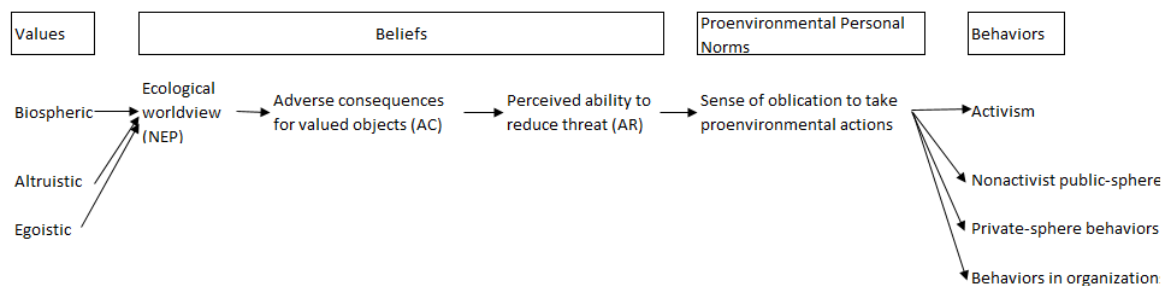 Values
Beliefs
Proenvironmental Personal
Norms
Behaviors
Biospheric
Altruistic
Egoistic
Ecological
worldview
(NEP)
Adverse consequences
for valued objects (AC)
Perceived ability to
reduce threat (AR)
Sense of oblication to take
proenvironmental actions
Activism
Nonactivist public-sphere
Private-sphere behaviors
Behaviors in organization